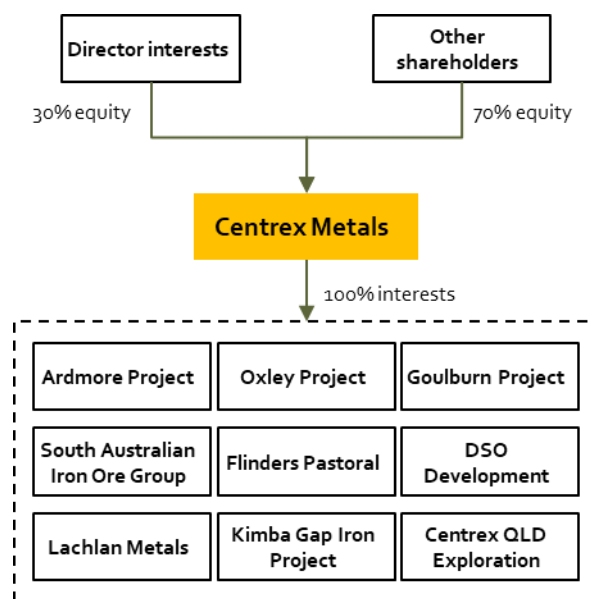 Director interests
Other
shareholders
30% equity
70% equity
Centrex Metals
100% interests
Ardmore Project
Oxley Project
Goulburn Project
South Australian
Iron Ore Group
Flinders Pastoral
DSO
Development
Lachlan Metals
Kimba Gap Iron
Project
Centrex QLD
Exploration